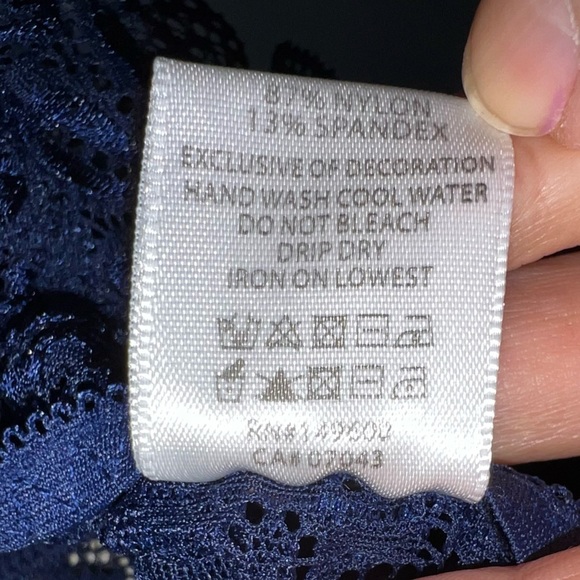 87% NYLON
13% SPANDEX
EXCLUSIVE OF DECORATION
HAND WASH COOL WATER
DO NOT BLEACH
DRIP DRY
IRON ON LOWEST
RN#149600
CA# 07043